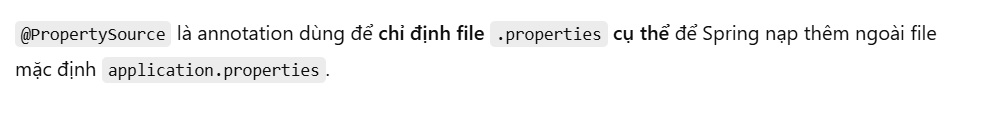 @PropertySource là annotation dùng để chỉ định file .properties cụ thể để Spring nạp thêm ngoài file
mặc định application.properties.